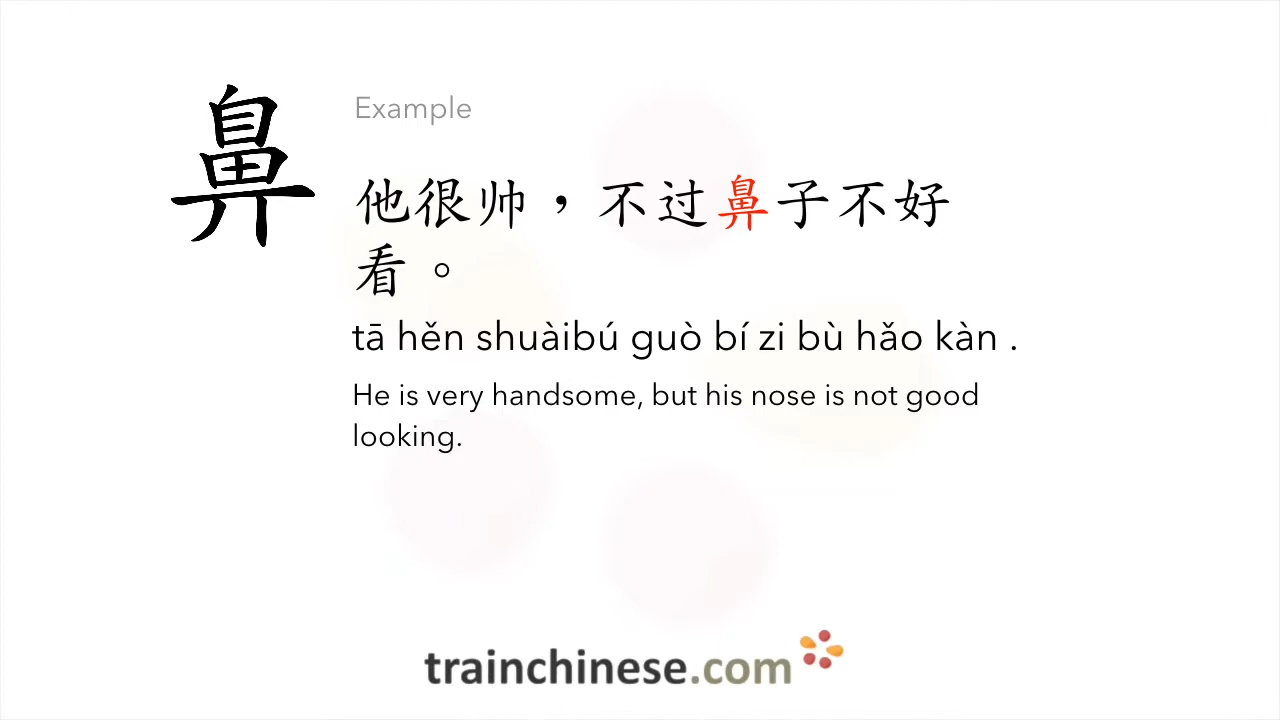 鼻
Example
他很帅，不过鼻子不好
看。
tā hěn shuàibú guò bí zi bù hǎo kàn .
He is very handsome, but his nose is not good
looking.
trainchinese.com